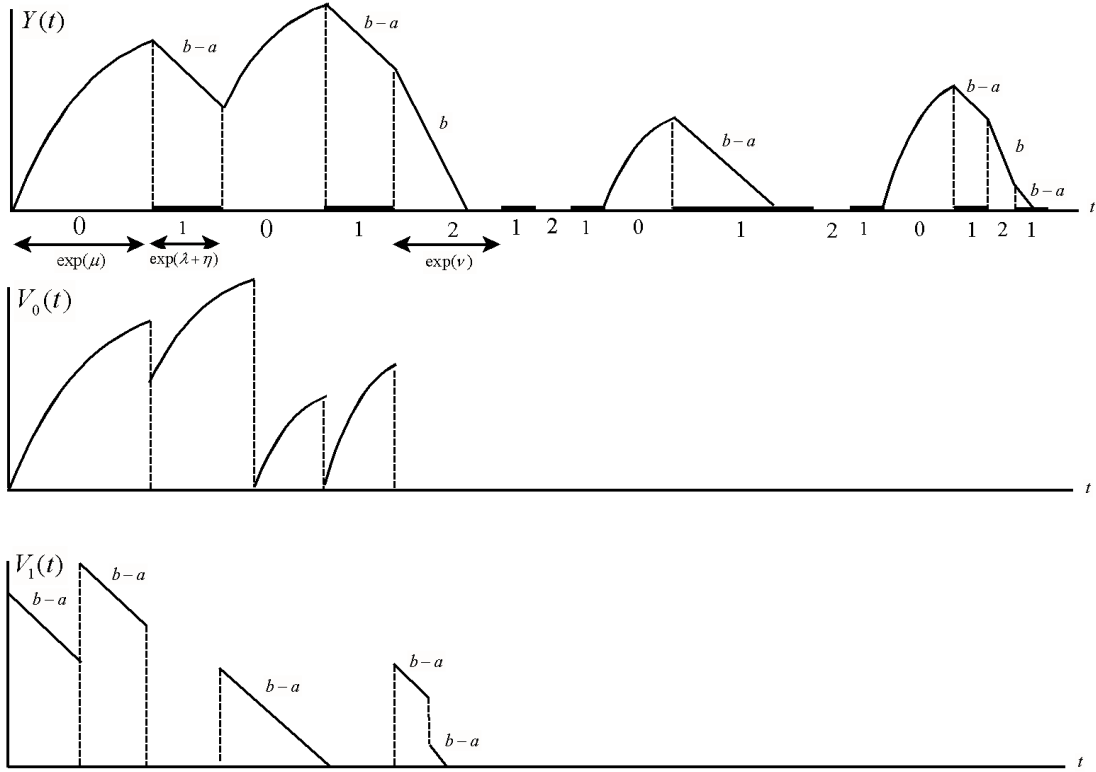 Y(t)
b-a
b-a
b
b-a
b-a
b
b-a
t
0 1 0 1 2 1 2 1 0 1 2 1 0 1 2 1
exp(μ) exp(λ+η) exp(ν)
V₀(t)
t
V₁(t)
b-a
b-a
b-a
b-a
b-a
t